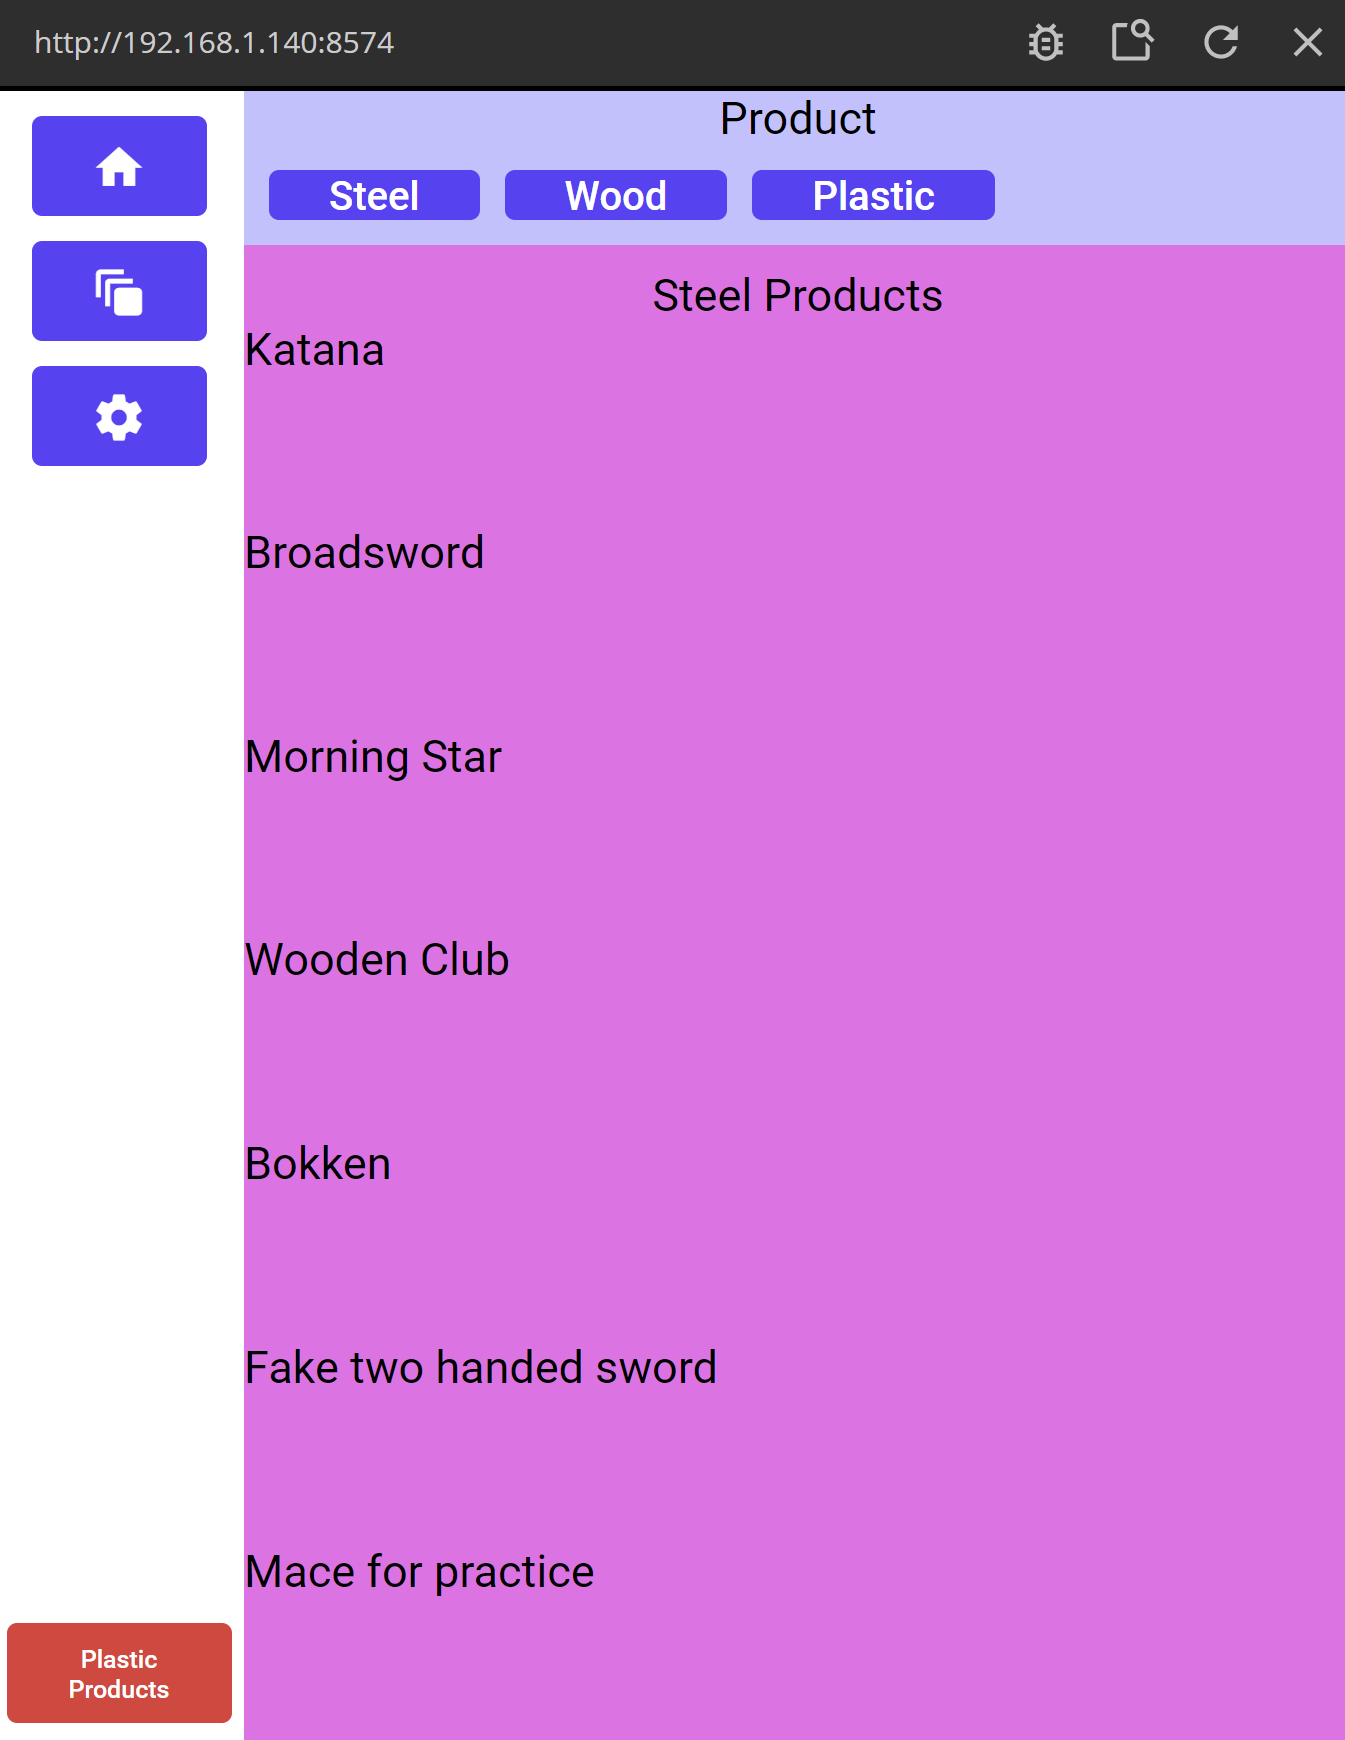 http://192.168.1.140:8574
Product
Steel Wood Plastic
Steel Products
Katana
Broadsword
Morning Star
Wooden Club
Bokken
Fake two handed sword
Mace for practice
Plastic
Products